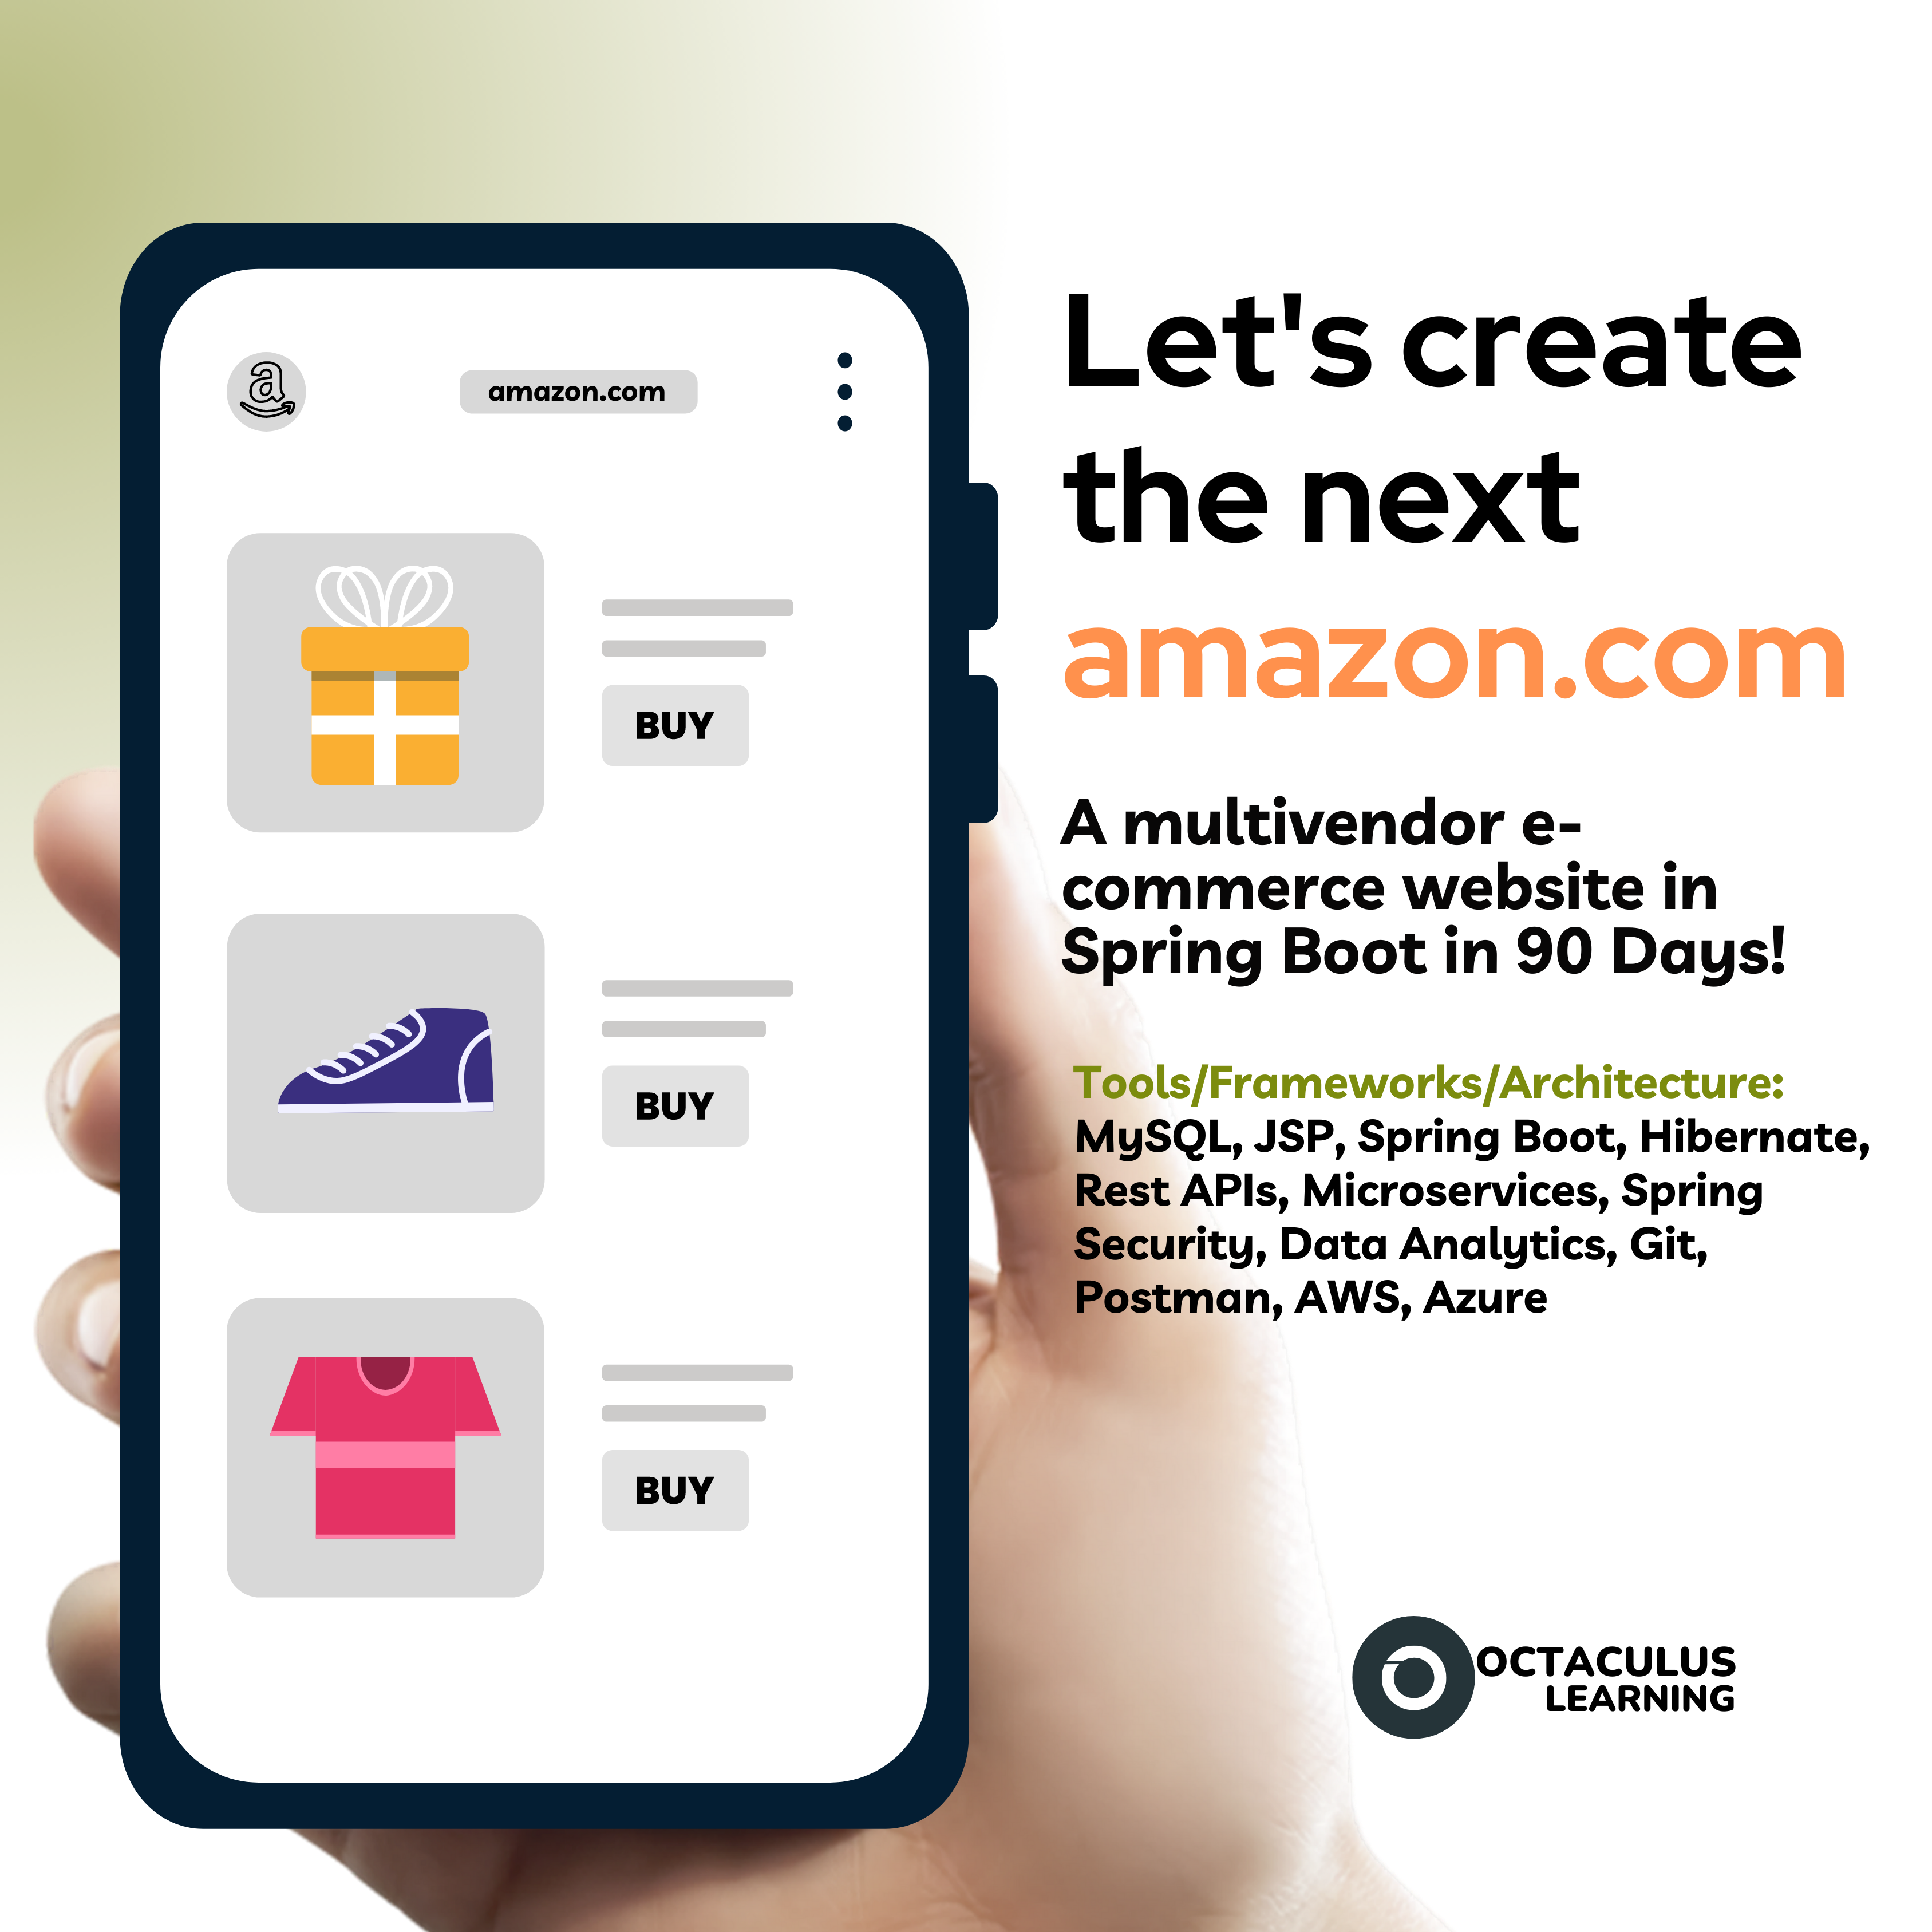 amazon.com
BUY
BUY
BUY
Let's create
the next
amazon.com
A multivendor e-
commerce website in
Spring Boot in 90 Days!
Tools/Frameworks/Architecture:
MySQL, JSP, Spring Boot, Hibernate,
Rest APIs, Microservices, Spring
Security, Data Analytics, Git,
Postman, AWS, Azure
OCTACULUS
LEARNING